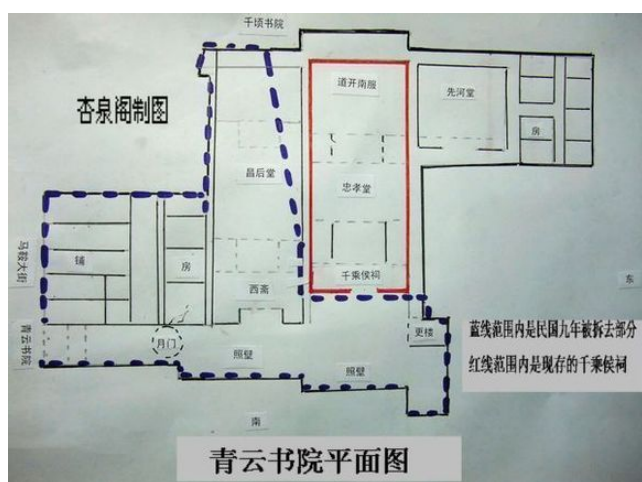 千顷书院
杏泉阁制图
道开南服
先河堂
房
昌后堂
忠孝堂
马鞍大街
铺
房
西斋
千乘侯祠
东
青云书院
月门
照壁
照壁
更楼
蓝线范围内是民国九年被拆去部分
红线范围内是现存的千乘侯祠
南
青云书院平面图